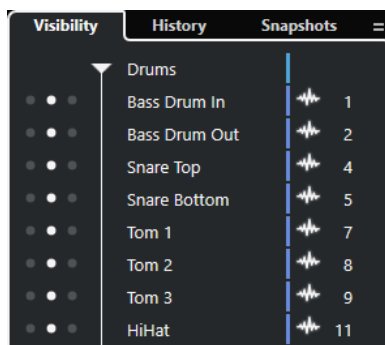 Visibility History Snapshots
Drums
Bass Drum In 1
Bass Drum Out 2
Snare Top 4
Snare Bottom 5
Tom 1 7
Tom 2 8
Tom 3 9
HiHat 11